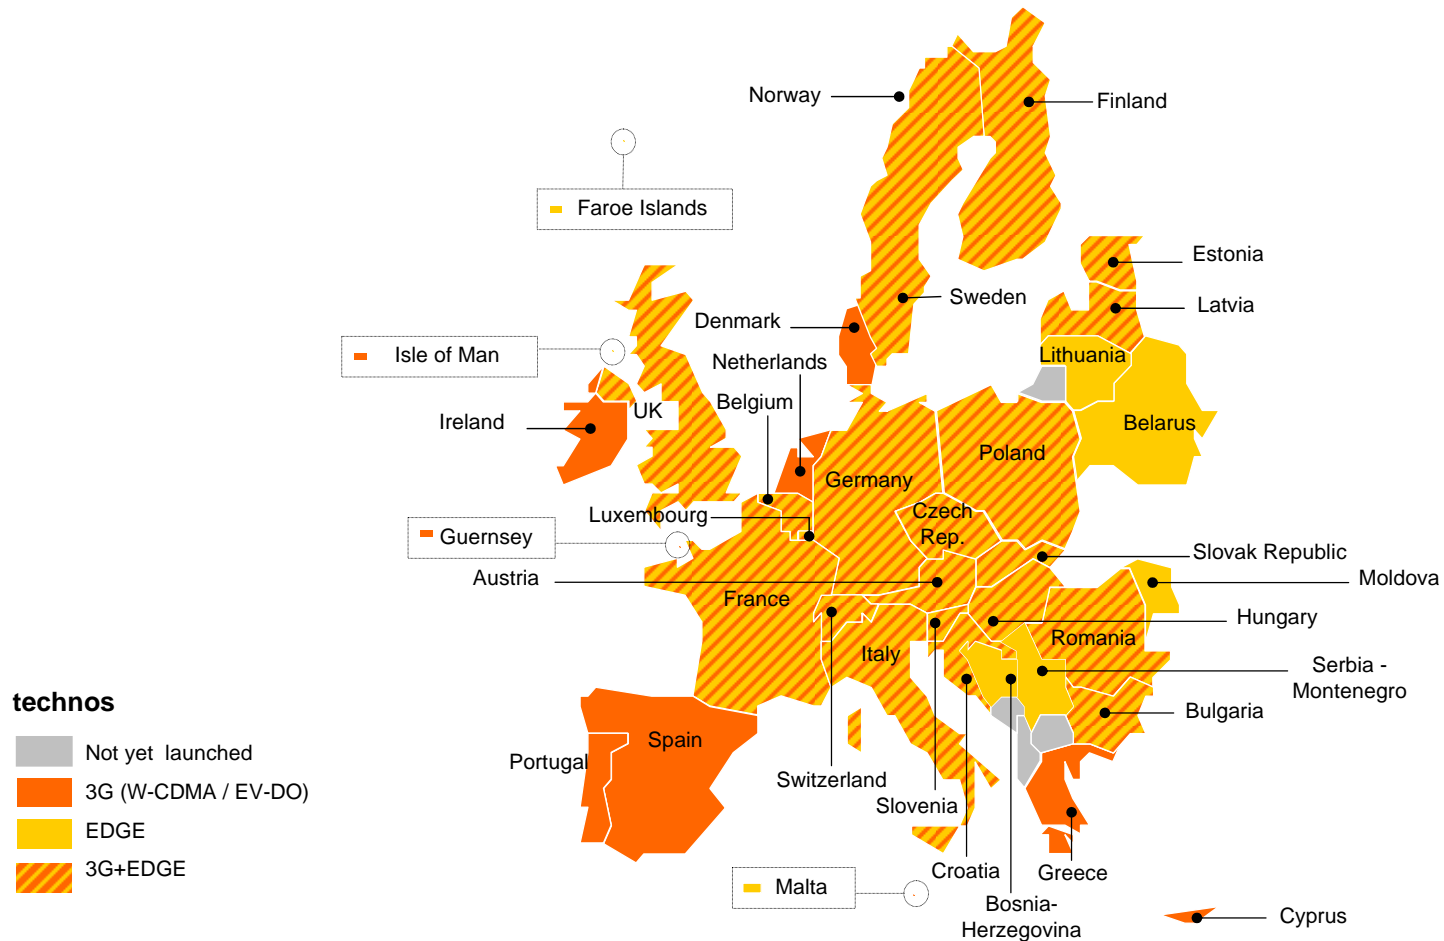 Norway
Finland
Faroe Islands
Estonia
Sweden
Latvia
Denmark
Isle of Man
Netherlands
Lithuania
Belgium
UK
Ireland
Belarus
Poland
Germany
Luxembourg
Czech
Rep.
Guernsey
Slovak Republic
Austria
Moldova
France
Hungary
Romania
Italy
Serbia -
Montenegro
technos
Bulgaria
Not yet launched
Spain
Portugal
Switzerland
3G (W-CDMA / EV-DO)
Slovenia
EDGE
3G+EDGE
Croatia
Greece
Malta
Bosnia-
Herzegovina
Cyprus